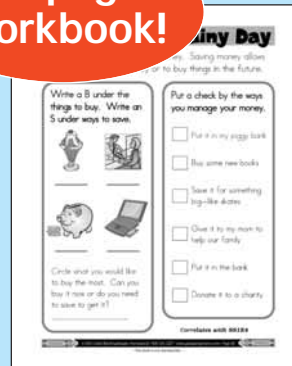 workbook!
iny Day
Saving money allows
or to buy things in the future.
Write a B under the
things to buy. Write an
S under ways to save.
Circle what you would like
to buy the most. Can you
buy it now or do you need
to save to get it?
Put a check by the ways
you manage your money.
Put it in my piggy bank
Buy some new books
Save it for something
big-like skates
Give it to my mom to
help our family
Put it in the bank
Donate it to a charity
Correlates with